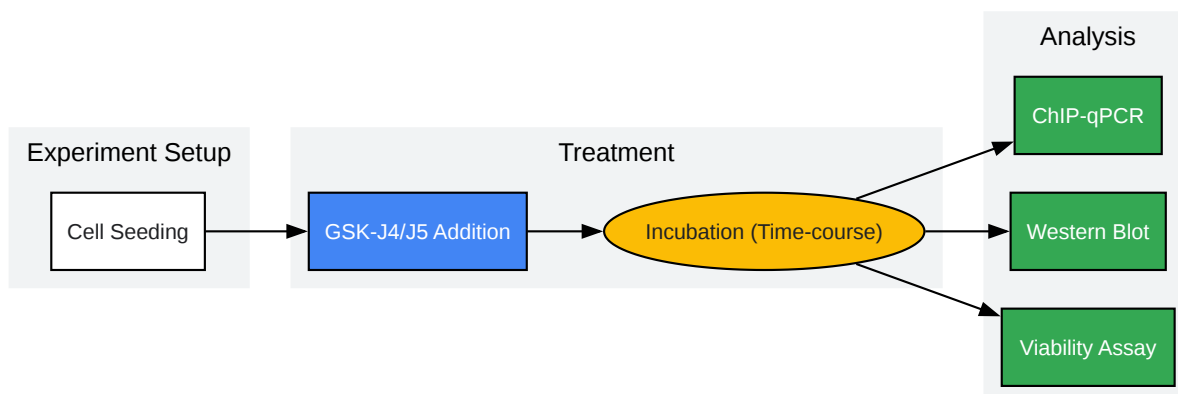 Experiment Setup
Cell Seeding
Treatment
GSK-J4/J5 Addition
Incubation (Time-course)
Analysis
ChIP-qPCR
Western Blot
Viability Assay